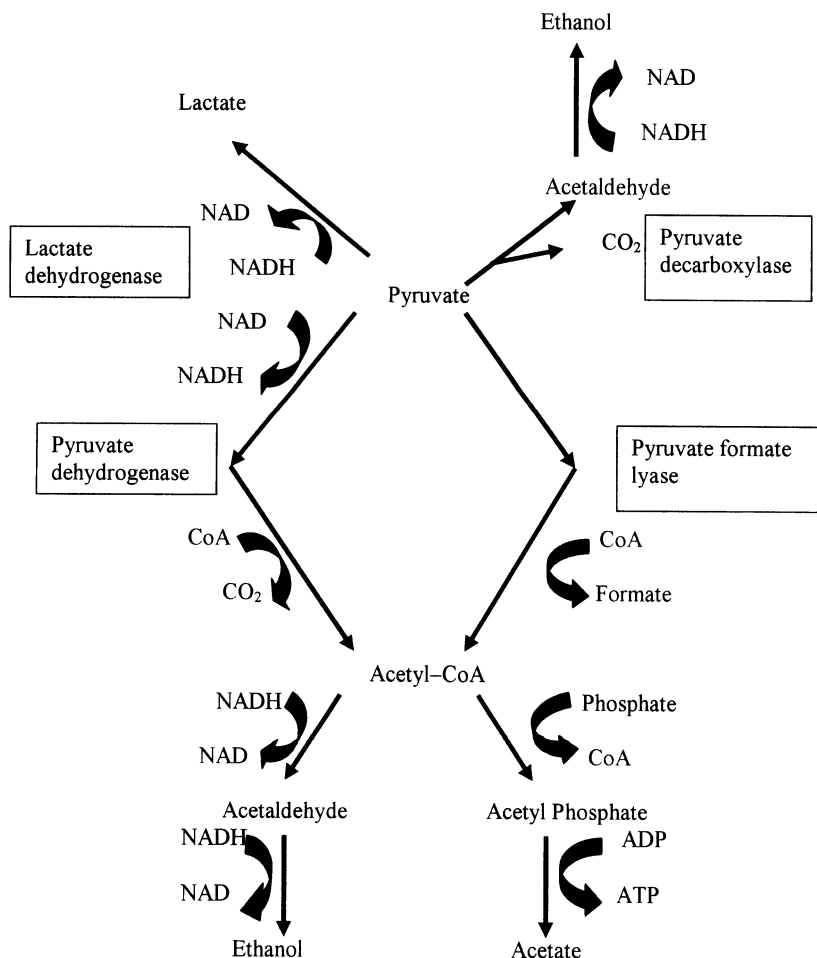 Ethanol
NAD
Lactate
NADH
Acetaldehyde
NAD
Lactate
dehydrogenase
NADH
CO₂
Pyruvate
decarboxylase
Pyruvate
NAD
NADH
Pyruvate
dehydrogenase
Pyruvate formate
lyase
CoA
CoA
CO₂
Formate
Acetyl–CoA
NADH
Phosphate
NAD
CoA
Acetaldehyde
Acetyl Phosphate
NADH
ADP
NAD
ATP
Ethanol
Acetate